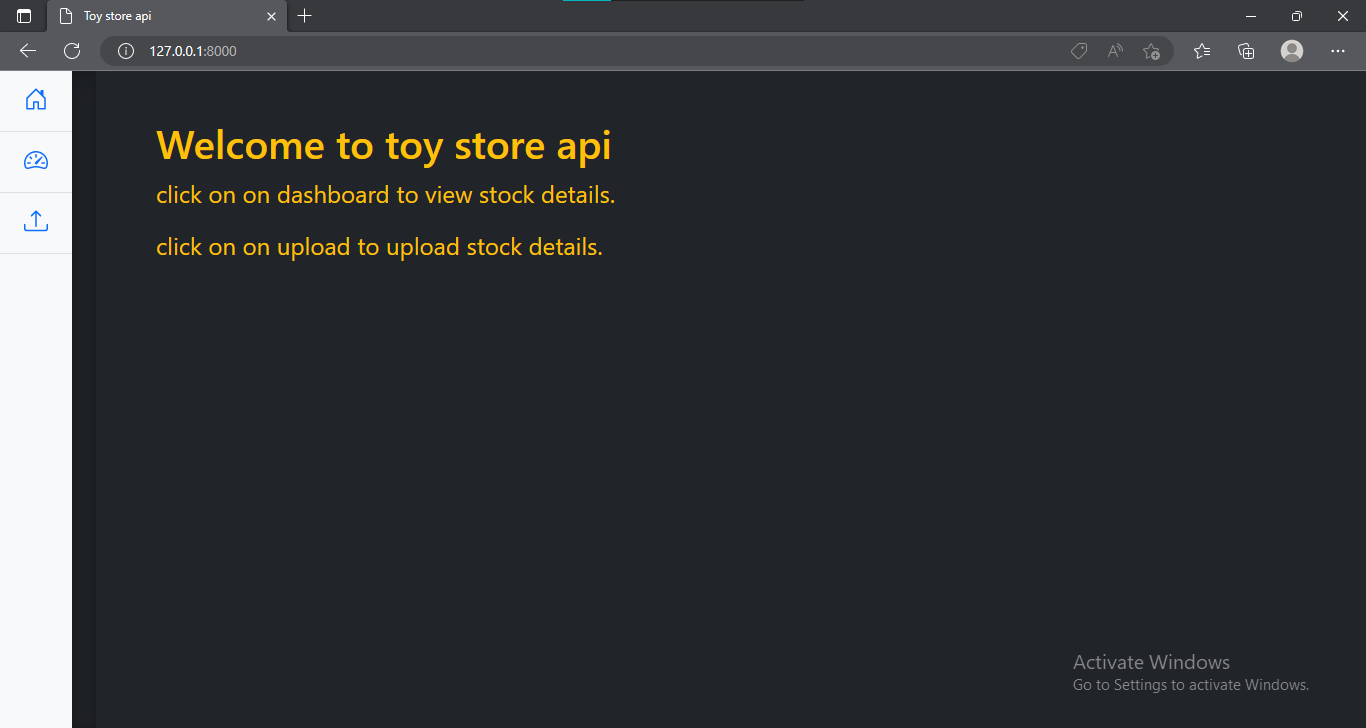 Toy store api
127.0.0.1:8000
Welcome to toy store api
click on on dashboard to view stock details.
click on on upload to upload stock details.
Activate Windows
Go to Settings to activate Windows.